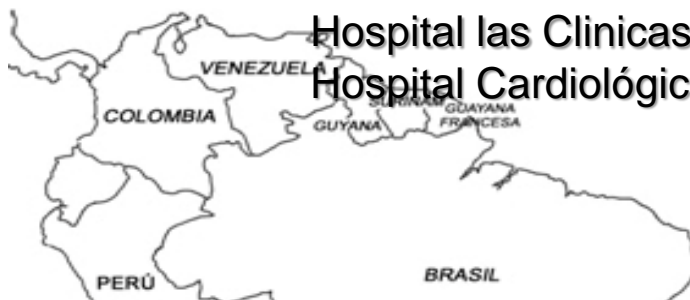 Hospital las Clinicas
Hospital Cardiológic
VENEZUELA
COLOMBIA
SURINAM
GUYANA
GUAYANA
FRANCESA
PERÚ
BRASIL